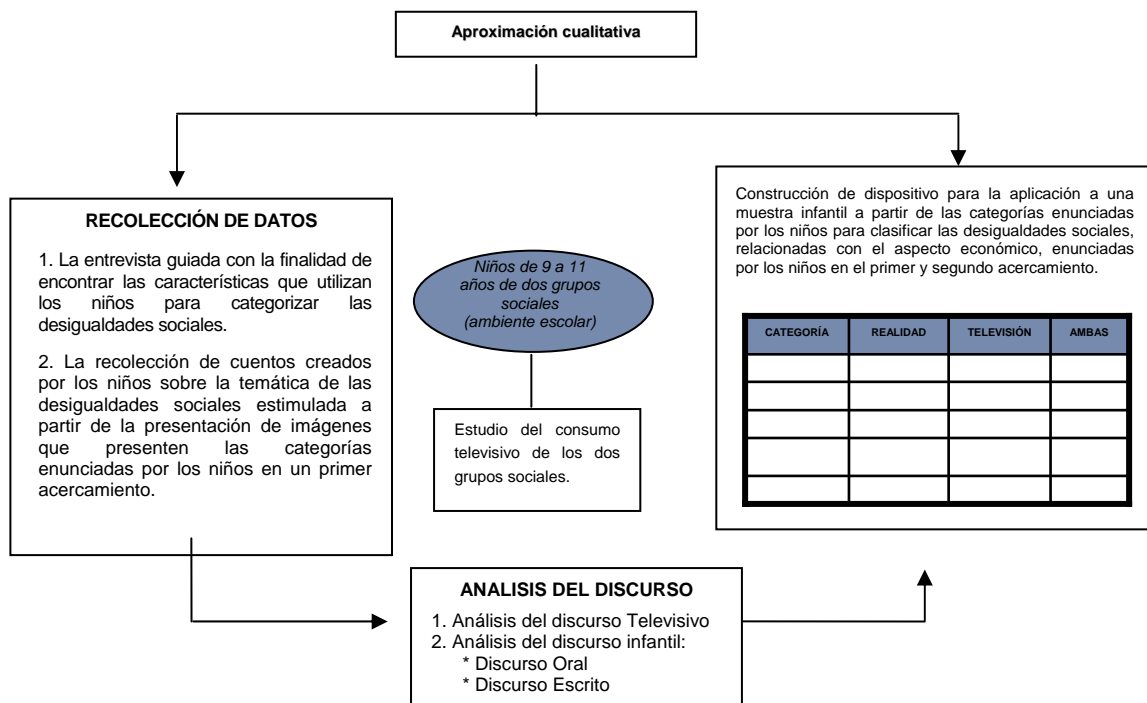 Aproximación cualitativa
RECOLECCIÓN DE DATOS
1. La entrevista guiada con la finalidad de
encontrar las características que utilizan
los niños para categorizar las
desigualdades sociales.
2. La recolección de cuentos creados
por los niños sobre la temática de las
desigualdades sociales estimulada a
partir de la presentación de imágenes
que presenten las categorías
enunciadas por los niños en un primer
acercamiento.
Niños de 9 a 11
años de dos grupos
sociales
(ambiente escolar)
Estudio del consumo
televisivo de los dos
grupos sociales.
Construcción de dispositivo para la aplicación a una
muestra infantil a partir de las categorías enunciadas
por los niños para clasificar las desigualdades sociales,
relacionadas con el aspecto económico, enunciadas
por los niños en el primer y segundo acercamiento.
CATEGORÍA REALIDAD TELEVISIÓN AMBAS
ANALISIS DEL DISCURSO
1. Análisis del discurso Televisivo
2. Análisis del discurso infantil:
* Discurso Oral
* Discurso Escrito